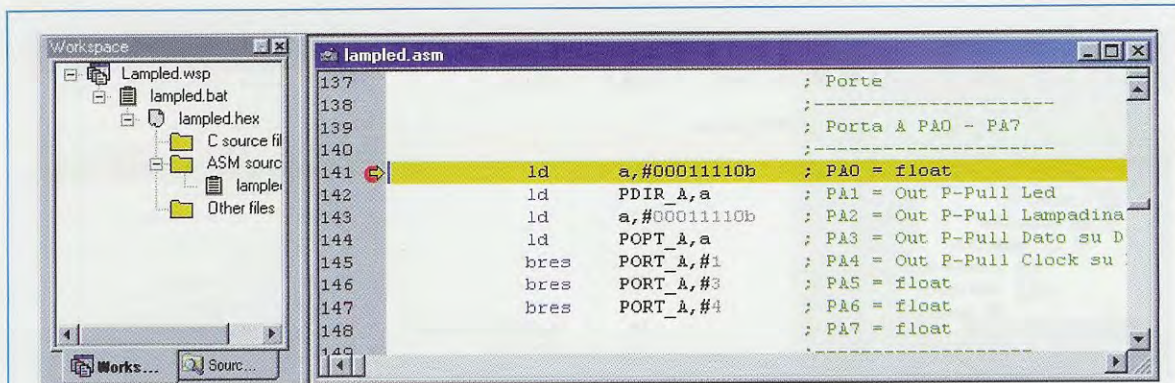 Workspace
Lampled.wsp
lampled.bat
lampled.hex
C source fil
ASM sourc
lample
Other files
Works...
Sourc...
lampled.asm
137 ; Porte
138 ;----------------------
139 ; Porta A PA0 - PA7
140 ;----------------------
141 ld a,#00011110b ; PA0 = float
142 ld PDIR_A,a ; PA1 = Out P-Pull Led
143 ld a,#00011110b ; PA2 = Out P-Pull Lampadina
144 ld POPT_A,a ; PA3 = Out P-Pull Dato su D
145 bres PORT_A,#1 ; PA4 = Out P-Pull Clock su
146 bres PORT_A,#3 ; PA5 = float
147 bres PORT_A,#4 ; PA6 = float
148 ; PA7 = float
149 ;--------------------